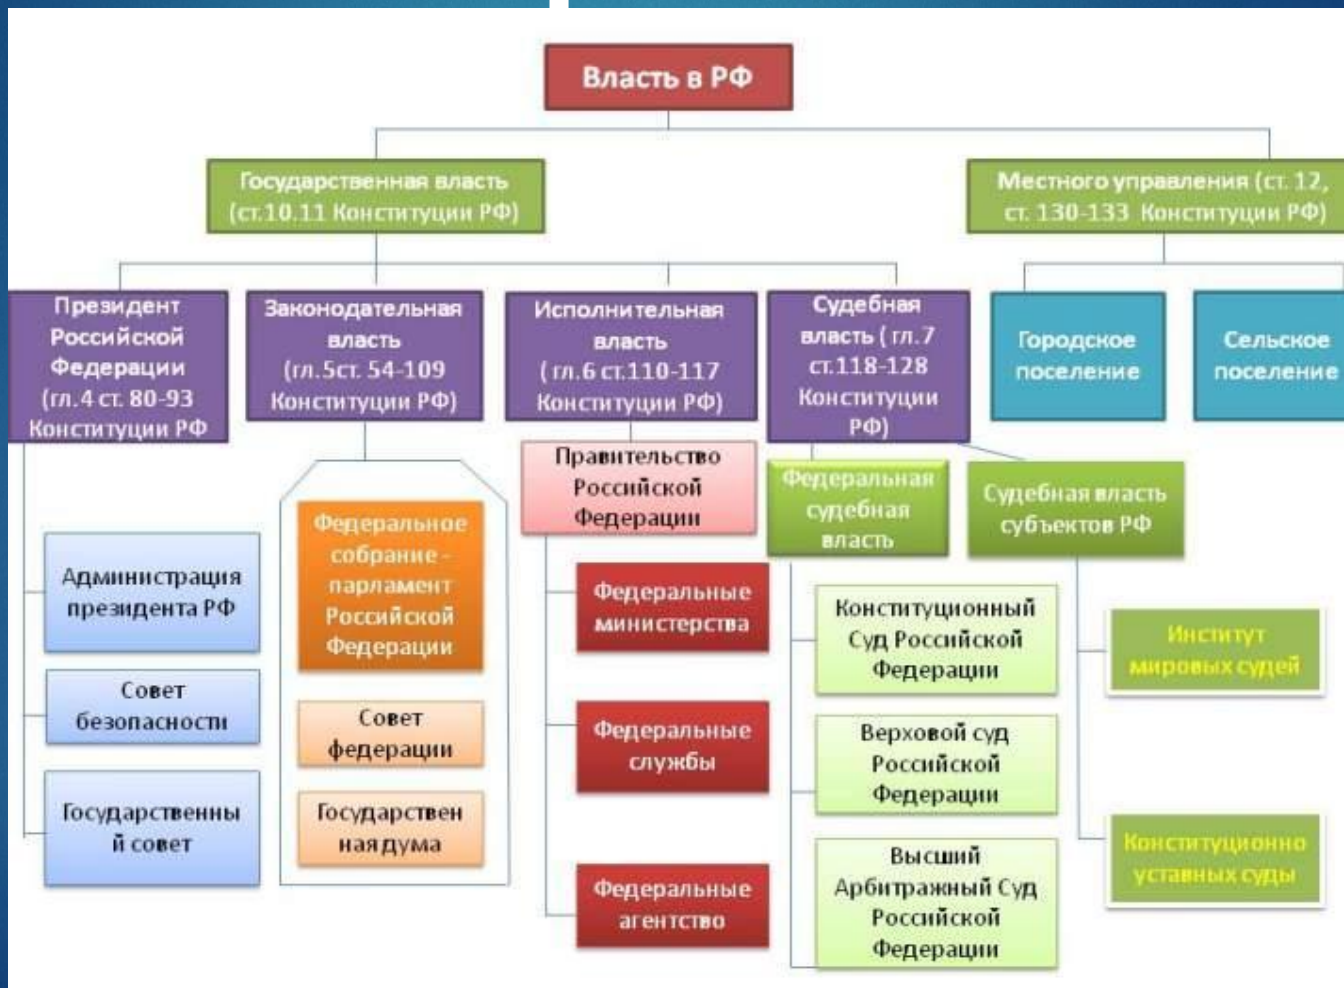 Власть в РФ
Государственная власть
(ст.10.11 Конституции РФ)
Местного управления (ст. 12,
ст. 130-133 Конституции РФ)
Президент
Российской
Федерации
(гл.4 ст. 80-93
Конституции РФ
Законодательная
власть
(гл.5ст. 54-109
Конституции РФ)
Исполнительная
власть
( гл.6 ст.110-117
Конституции РФ)
Судебная
власть ( гл.7
ст.118-128
Конституции
РФ)
Городское
поселение
Сельское
поселение
Администрация
президента РФ
Совет
безопасности
Государственны
й совет
Федеральное
собрание -
парламент
Российской
Федерации
Совет
федерации
Государствен
ная дума
Правительство
Российской
Федерации
Федеральные
министерства
Федеральные
службы
Федеральные
агентство
Федеральная
судебная
власть
Конституционный
Суд Российской
Федерации
Верховой суд
Российской
Федерации
Высший
Арбитражный Суд
Российской
Федерации
Судебная власть
субъектов РФ
Институт
мировых судей
Конституционно
уставных суды